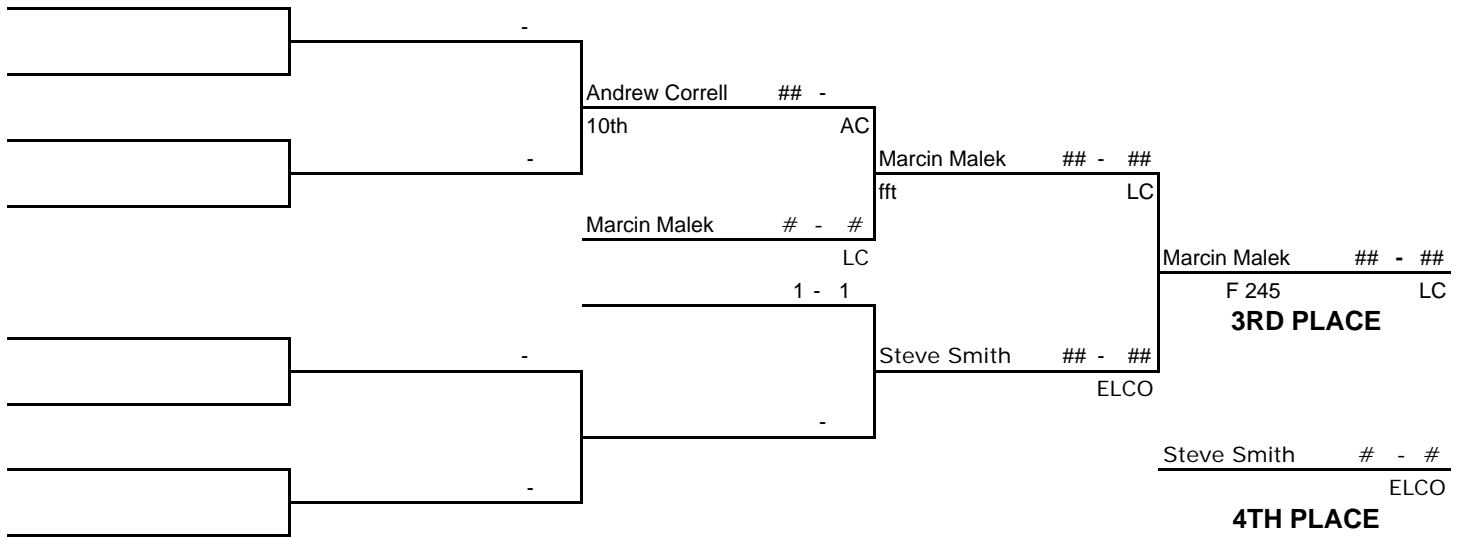 -
Andrew Correll ## -
10th AC
-
Marcin Malek ## - ##
fft LC
Marcin Malek # - #
LC
Marcin Malek ## - ##
1 - 1
F 245 LC
3RD PLACE
-
Steve Smith ## - ##
ELCO
-
Steve Smith # - #
ELCO
-
4TH PLACE